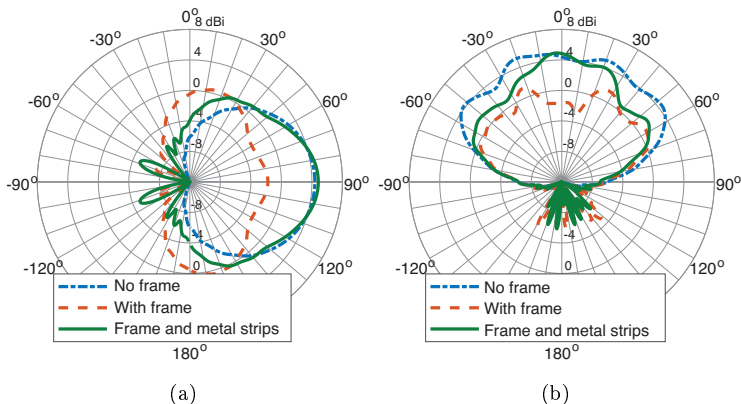 0° 8 dBi
-30° 30°
4
-60° 0 60°
-4
-8
-90° 90°
-8
-4
-120° 0 120°
No frame
With frame
Frame and metal strips
180°
(a)
0° 8 dBi
-30° 30°
4
-60° 0 60°
-4
-8
-90° 90°
-4
-120° 0 120°
No frame
With frame
Frame and metal strips
180°
(b)